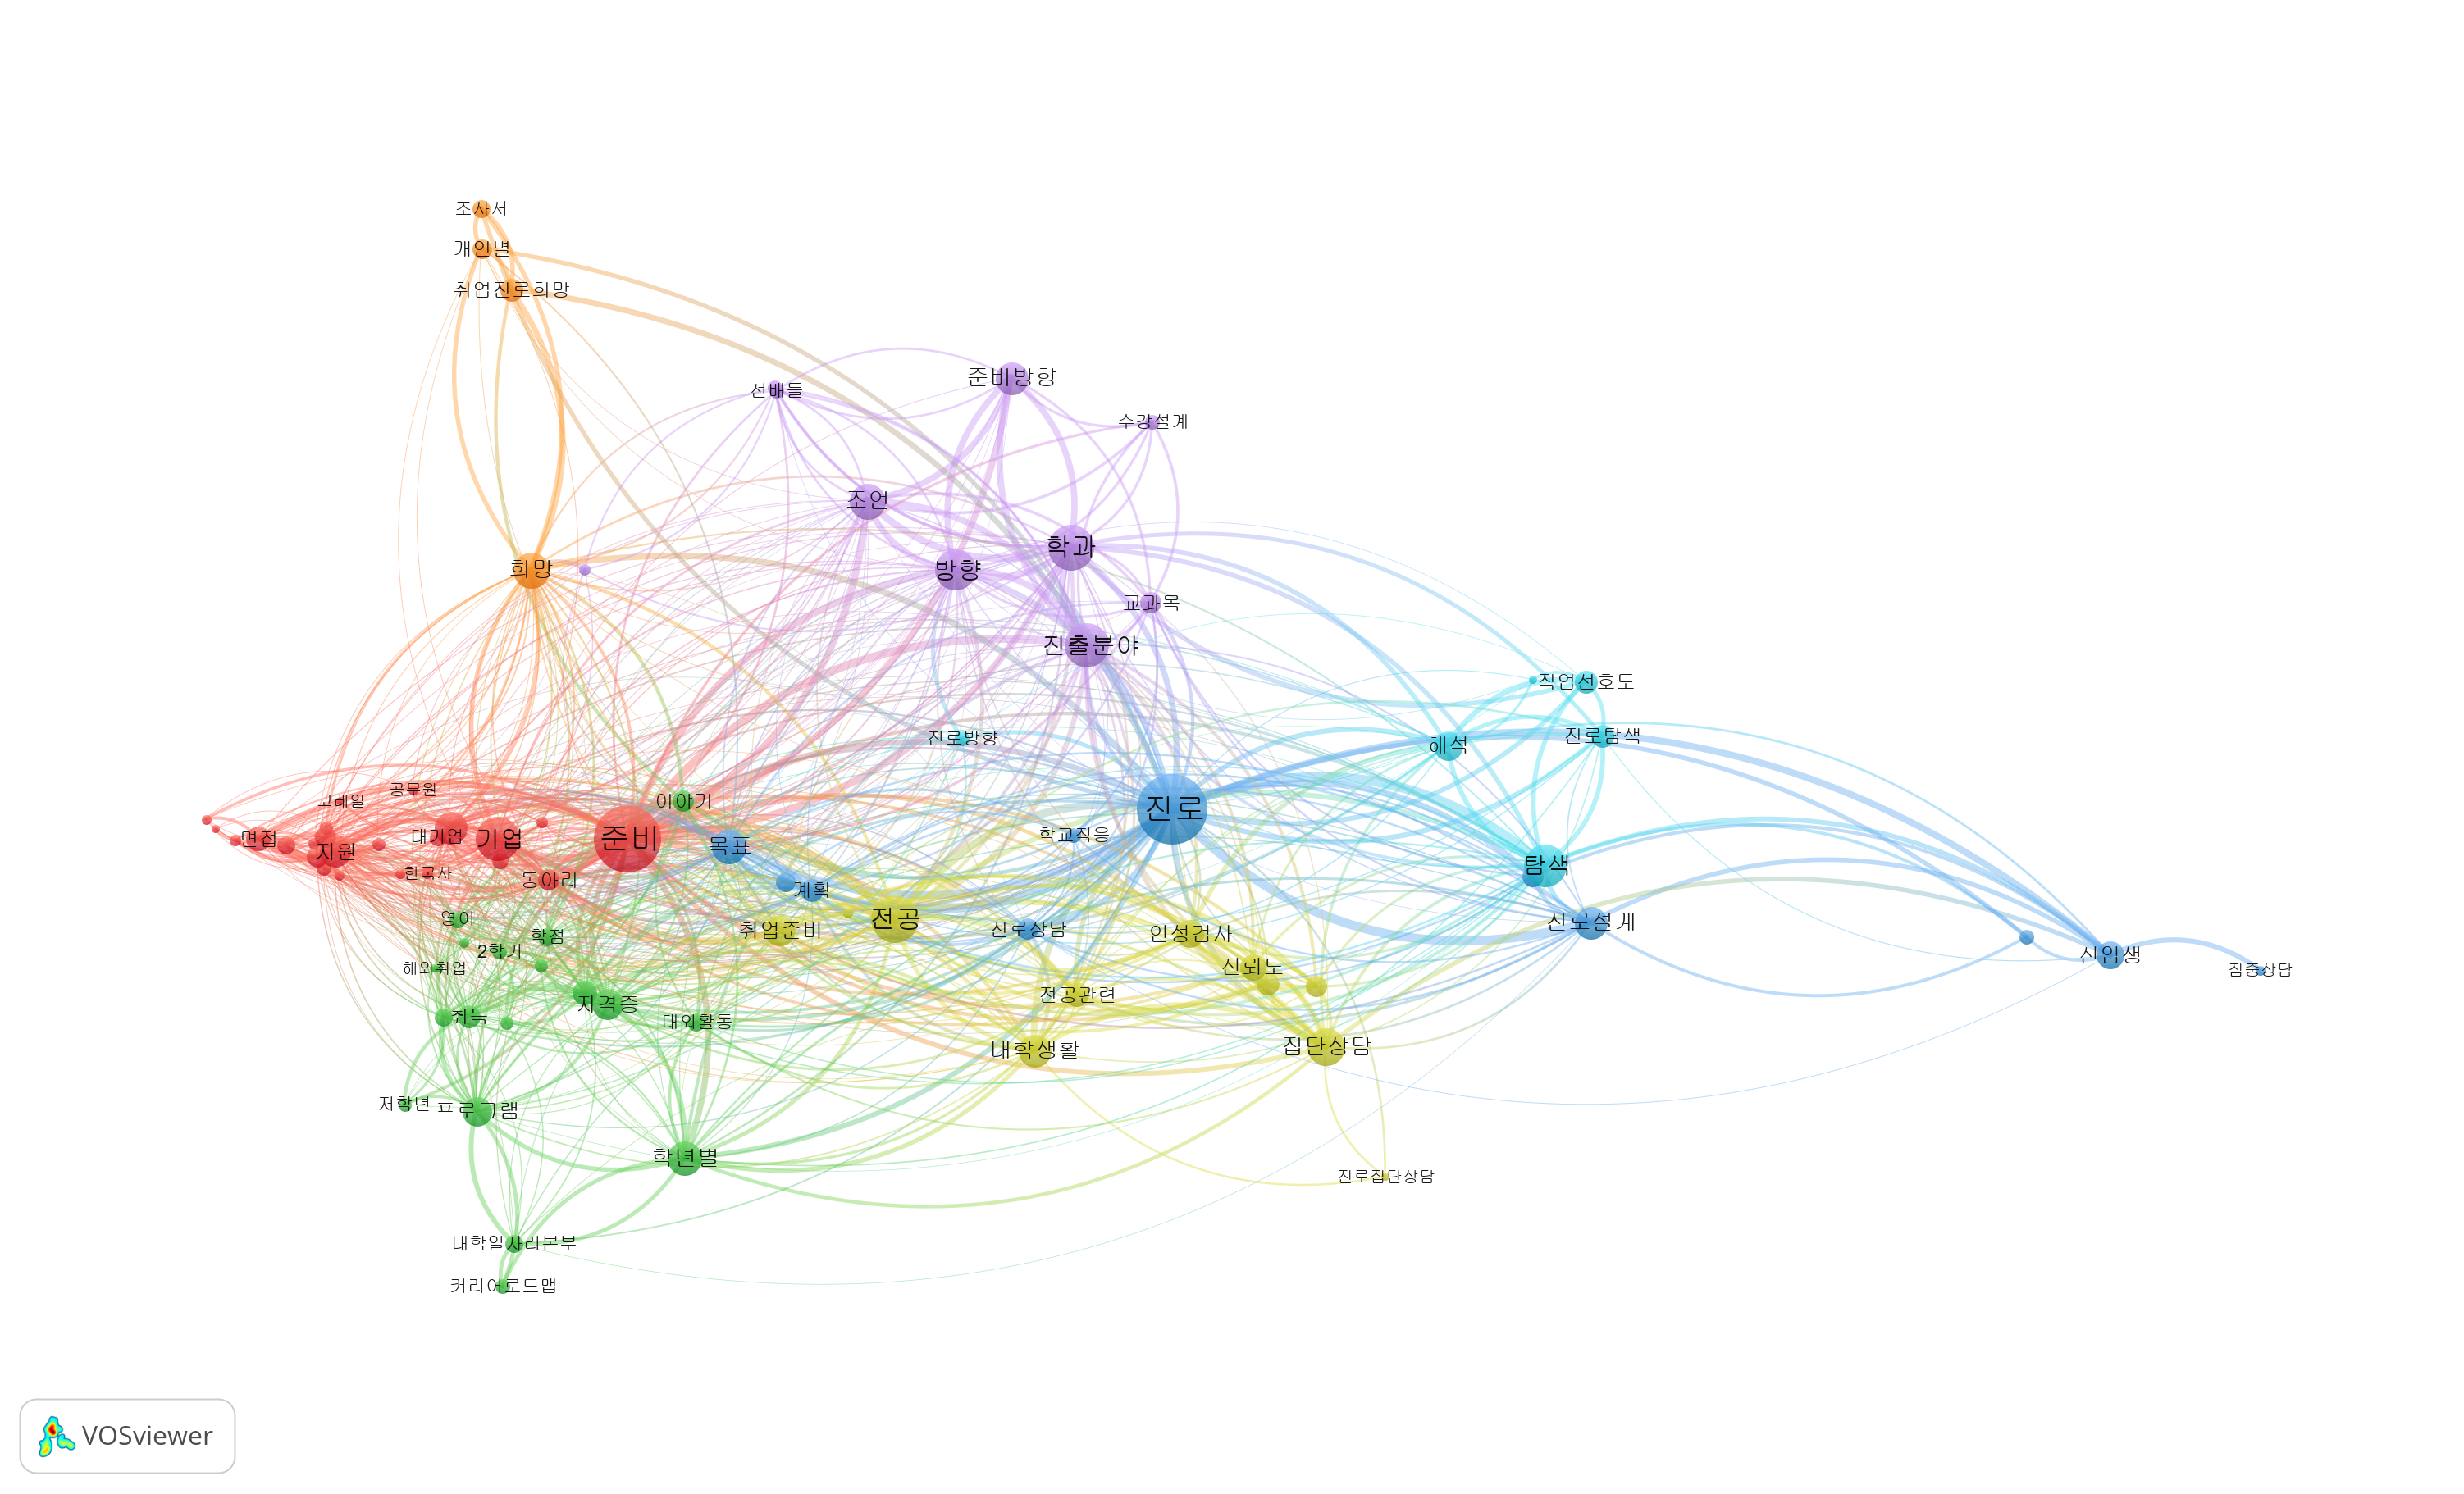 조사서
개인별
취업진로희망
준비방향
선배들
수강설계
조언
학과
희망
방향
교과목
진출분야
직업선호도
진로방향
진로탐색
해석
공무원
코레일
이야기
진로
면접
대기업
기업
준비
학교적응
지원
목표
탐색
한국사
동아리
계획
영어
전공
진로설계
취업준비
진로상담
인성검사
학점
2학기
신입생
해외취업
신뢰도
집중상담
자격증
전공관련
취득
대외활동
대학생활
집단상담
저학년
프로그램
학년별
진로집단상담
대학일자리본부
커리어로드맵
VOSviewer